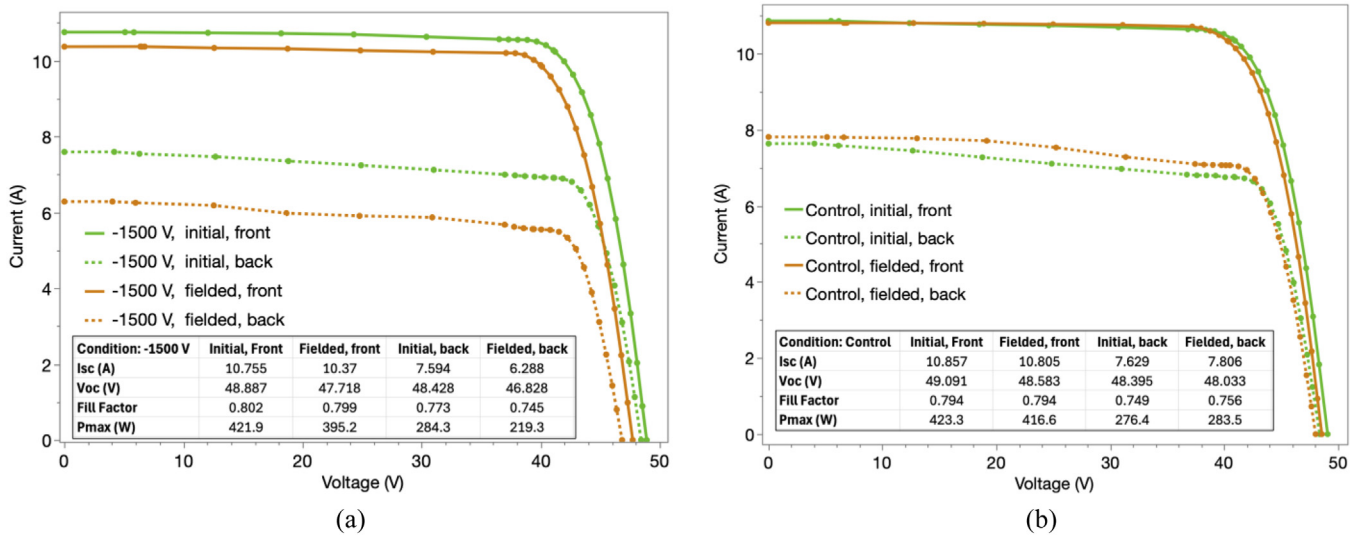 10
8
6
4
2
0
Current (A)
-1500 V, initial, front
-1500 V, initial, back
-1500 V, fielded, front
-1500 V, fielded, back
Condition: -1500 V Initial, Front Fielded, front Initial, back Fielded, back
Isc (A) 10.755 10.37 7.594 6.288
Voc (V) 48.887 47.718 48.428 46.828
Fill Factor 0.802 0.799 0.773 0.745
Pmax (W) 421.9 395.2 284.3 219.3
0 10 20 30 40 50
Voltage (V)
(a)
10
8
6
4
2
0
Current (A)
Control, initial, front
Control, initial, back
Control, fielded, front
Control, fielded, back
Condition: Control Initial, Front Fielded, front Initial, back Fielded, back
Isc (A) 10.857 10.805 7.629 7.806
Voc (V) 49.091 48.583 48.395 48.033
Fill Factor 0.794 0.794 0.749 0.756
Pmax (W) 423.3 416.6 276.4 283.5
0 10 20 30 40 50
Voltage (V)
(b)